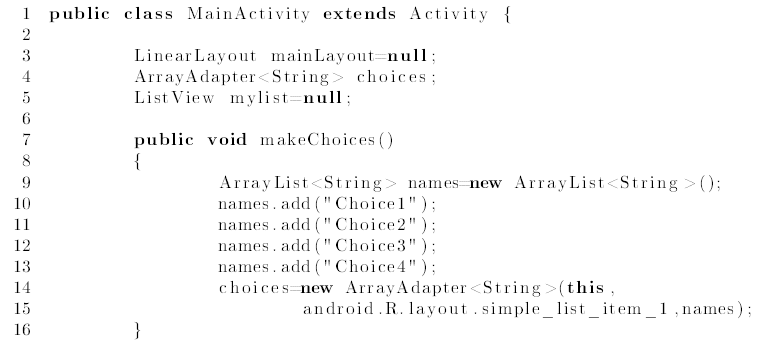 1 public class MainActivity extends Activity {
2
3 LinearLayout mainLayout=null;
4 ArrayAdapter<String> choices;
5 ListView mylist=null;
6
7 public void makeChoices()
8 {
9 ArrayList<String> names=new ArrayList<String>();
10 names.add("Choice1");
11 names.add("Choice2");
12 names.add("Choice3");
13 names.add("Choice4");
14 choices=new ArrayAdapter<String>(this,
15 android.R.layout.simple_list_item_1,names);
16 }